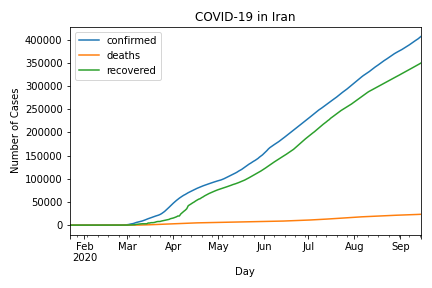 COVID-19 in Iran
confirmed
deaths
recovered
Number of Cases
400000
350000
300000
250000
200000
150000
100000
50000
0
Feb Mar Apr May Jun Jul Aug Sep
2020
Day